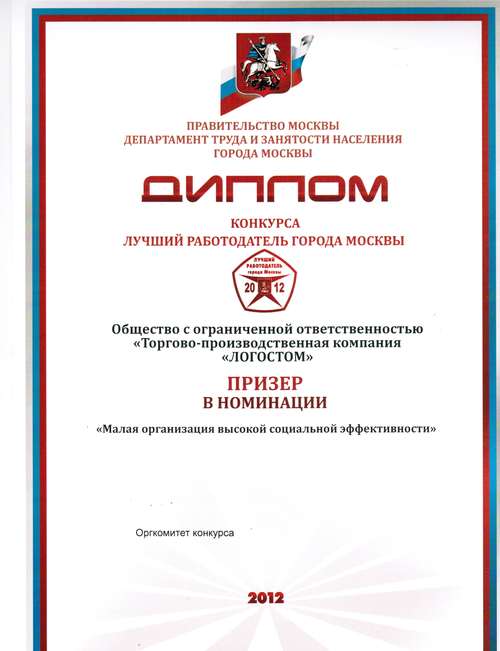 ПРАВИТЕЛЬСТВО МОСКВЫ
ДЕПАРТАМЕНТ ТРУДА И ЗАНЯТОСТИ НАСЕЛЕНИЯ
ГОРОДА МОСКВЫ
ДИПЛОМ
КОНКУРСА
ЛУЧШИЙ РАБОТОДАТЕЛЬ ГОРОДА МОСКВЫ
ЛУЧШИЙ
РАБОТОДАТЕЛЬ
города Москвы
20 12
Общество с ограниченной ответственностью
«Торгово-производственная компания
«ЛОГОСТОМ»
ПРИЗЕР
В НОМИНАЦИИ
«Малая организация высокой социальной эффективности»
Оргкомитет конкурса
2012